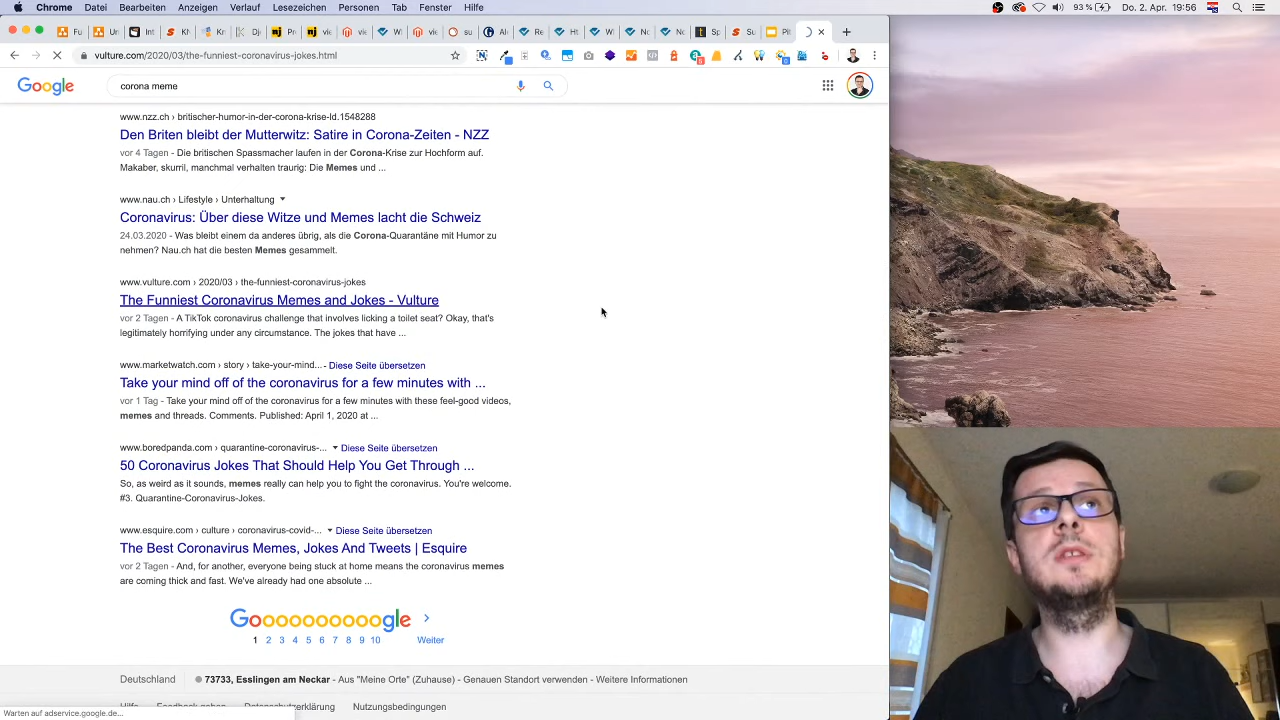 Chrome Datei Bearbeiten Anzeigen Verlauf Lesezeichen Personen Tab Fenster Hilfe
93 % Do. 2. Apr. 19:56
vulture.com/2020/03/the-funniest-coronavirus-jokes.html
Google
corona meme
www.nzz.ch › britischer-humor-in-der-corona-krise-ld.1548288
Den Briten bleibt der Mutterwitz: Satire in Corona-Zeiten - NZZ
vor 4 Tagen - Die britischen Spassmacher laufen in der Corona-Krise zur Hochform auf.
Makaber, skurril, manchmal verhalten traurig: Die Memes und ...
www.nau.ch › Lifestyle › Unterhaltung
Coronavirus: Über diese Witze und Memes lacht die Schweiz
24.03.2020 - Was bleibt einem da anderes übrig, als die Corona-Quarantäne mit Humor zu
nehmen? Nau.ch hat die besten Memes gesammelt.
www.vulture.com › 2020/03 › the-funniest-coronavirus-jokes
The Funniest Coronavirus Memes and Jokes - Vulture
vor 2 Tagen - A TikTok coronavirus challenge that involves licking a toilet seat? Okay, that's
legitimately horrifying under any circumstance. The jokes that have ...
www.marketwatch.com › story › take-your-mind... - Diese Seite übersetzen
Take your mind off of the coronavirus for a few minutes with ...
vor 1 Tag - Take your mind off of the coronavirus for a few minutes with these feel-good videos,
memes and threads. Comments. Published: April 1, 2020 at ...
www.boredpanda.com › quarantine-coronavirus-... Diese Seite übersetzen
50 Coronavirus Jokes That Should Help You Get Through ...
So, as weird as it sounds, memes really can help you to fight the coronavirus. You're welcome.
#3. Quarantine-Coronavirus-Jokes.
www.esquire.com › culture › coronavirus-covid-... Diese Seite übersetzen
The Best Coronavirus Memes, Jokes And Tweets | Esquire
vor 2 Tagen - And, for another, everyone being stuck at home means the coronavirus memes
are coming thick and fast. We've already had one absolute ...
Goooooooooogle
1 2 3 4 5 6 7 8 9 10 Weiter
Deutschland 73733, Esslingen am Neckar - Aus "Meine Orte" (Zuhause) - Genauen Standort verwenden - Weitere Informationen
Hilfe Feedback geben Datenschutzerklärung Nutzungsbedingungen
Warten auf adservice.google.de...